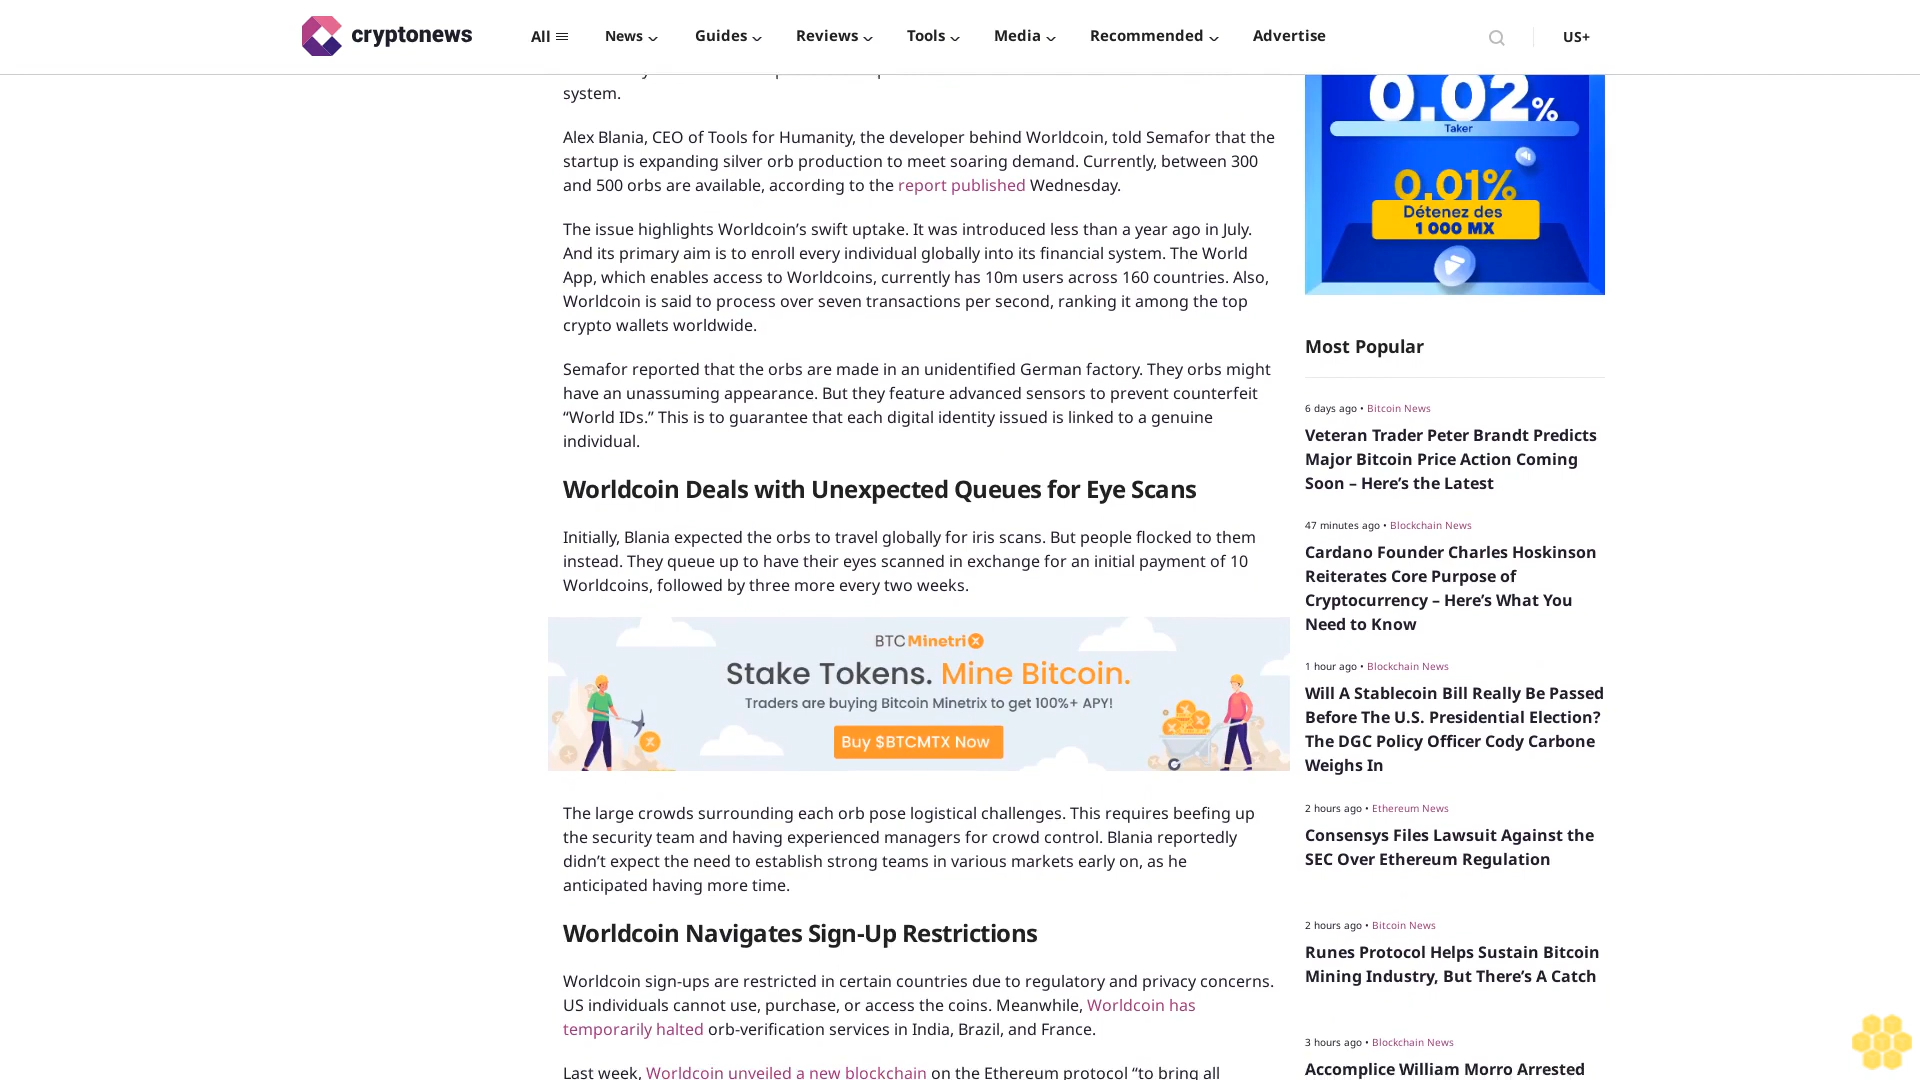 cryptonews
All
News
Guides
Reviews
Tools
Media
Recommended
Advertise
US+
system.
Alex Blania, CEO of Tools for Humanity, the developer behind Worldcoin, told Semafor that the
startup is expanding silver orb production to meet soaring demand. Currently, between 300
and 500 orbs are available, according to the report published Wednesday.
The issue highlights Worldcoin’s swift uptake. It was introduced less than a year ago in July.
And its primary aim is to enroll every individual globally into its financial system. The World
App, which enables access to Worldcoins, currently has 10m users across 160 countries. Also,
Worldcoin is said to process over seven transactions per second, ranking it among the top
crypto wallets worldwide.
Semafor reported that the orbs are made in an unidentified German factory. They orbs might
have an unassuming appearance. But they feature advanced sensors to prevent counterfeit
“World IDs.” This is to guarantee that each digital identity issued is linked to a genuine
individual.
Worldcoin Deals with Unexpected Queues for Eye Scans
Initially, Blania expected the orbs to travel globally for iris scans. But people flocked to them
instead. They queue up to have their eyes scanned in exchange for an initial payment of 10
Worldcoins, followed by three more every two weeks.
BTC Minetrix
Stake Tokens. Mine Bitcoin.
Traders are buying Bitcoin Minetrix to get 100%+ APY!
Buy $BTCMTX Now
The large crowds surrounding each orb pose logistical challenges. This requires beefing up
the security team and having experienced managers for crowd control. Blania reportedly
didn’t expect the need to establish strong teams in various markets early on, as he
anticipated having more time.
Worldcoin Navigates Sign-Up Restrictions
Worldcoin sign-ups are restricted in certain countries due to regulatory and privacy concerns.
US individuals cannot use, purchase, or access the coins. Meanwhile, Worldcoin has
temporarily halted orb-verification services in India, Brazil, and France.
Last week, Worldcoin unveiled a new blockchain on the Ethereum protocol “to bring all
0.02%
Taker
0.01%
Détenez des
1 000 MX
Most Popular
6 days ago • Bitcoin News
Veteran Trader Peter Brandt Predicts
Major Bitcoin Price Action Coming
Soon – Here’s the Latest
47 minutes ago • Blockchain News
Cardano Founder Charles Hoskinson
Reiterates Core Purpose of
Cryptocurrency – Here’s What You
Need to Know
1 hour ago • Blockchain News
Will A Stablecoin Bill Really Be Passed
Before The U.S. Presidential Election?
The DGC Policy Officer Cody Carbone
Weighs In
2 hours ago • Ethereum News
Consensys Files Lawsuit Against the
SEC Over Ethereum Regulation
2 hours ago • Bitcoin News
Runes Protocol Helps Sustain Bitcoin
Mining Industry, But There’s A Catch
3 hours ago • Blockchain News
Accomplice William Morro Arrested